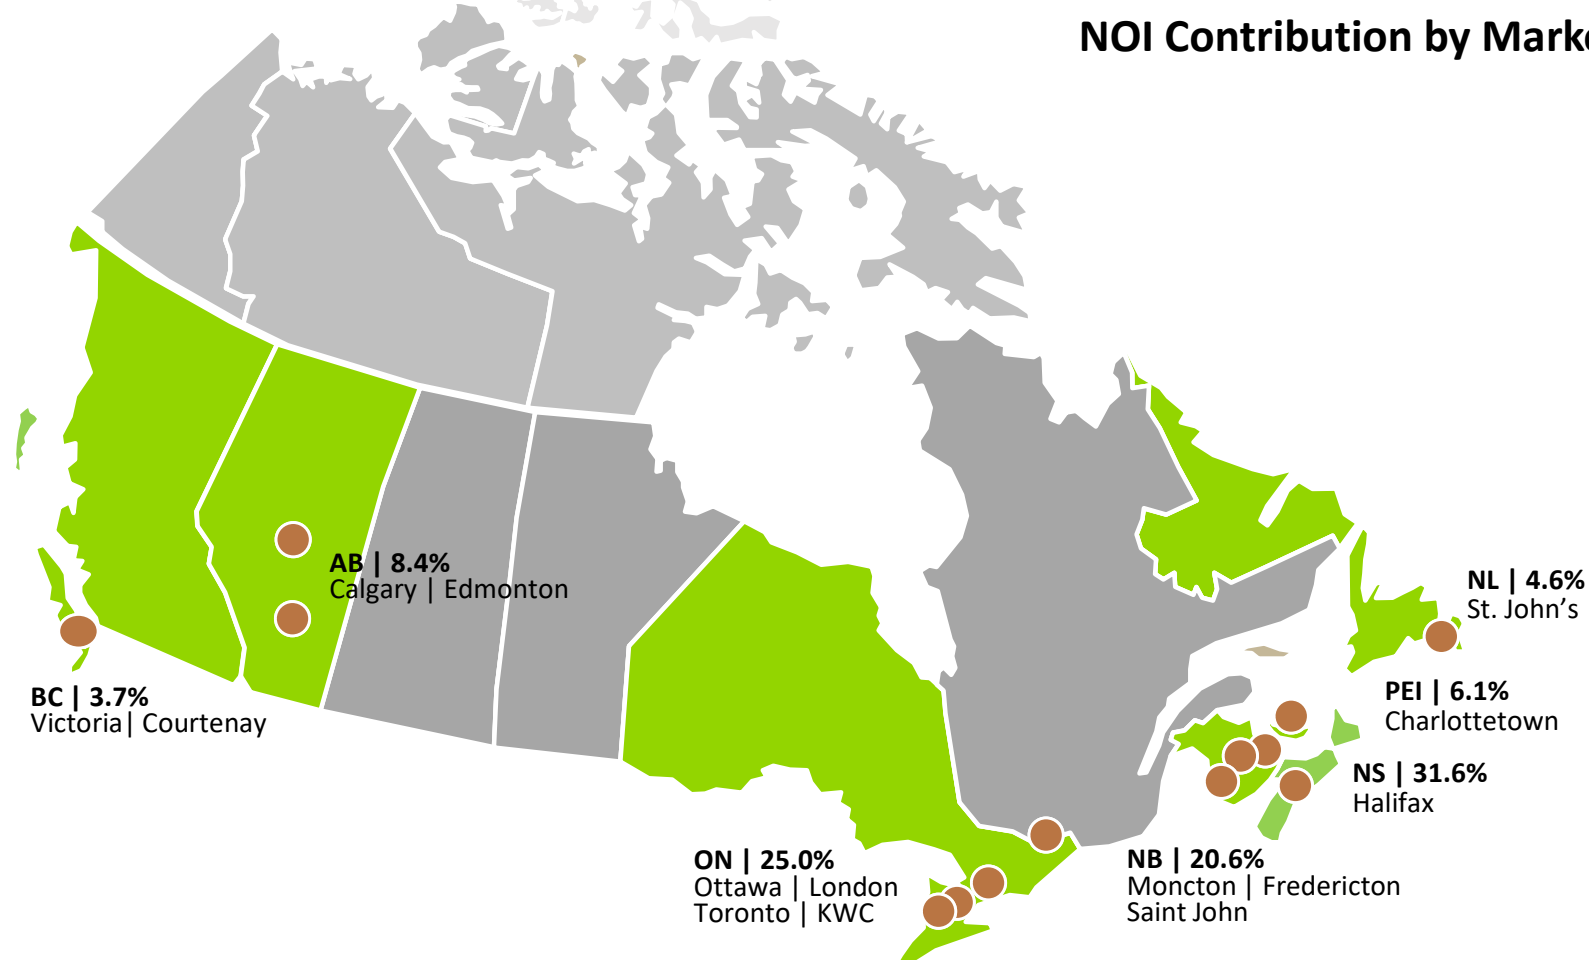 NOI Contribution by Marke
AB | 8.4%
Calgary | Edmonton
NL | 4.6%
St. John’s
BC | 3.7%
Victoria| Courtenay
PEI | 6.1%
Charlottetown
NS | 31.6%
Halifax
ON | 25.0%
Ottawa | London
Toronto | KWC
NB | 20.6%
Moncton | Fredericton
Saint John